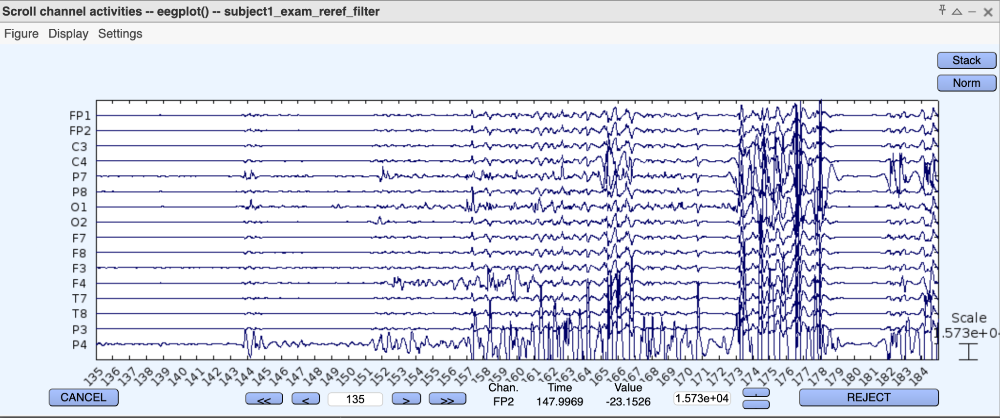 Scroll channel activities -- eegplot() -- subject1_exam_reref_filter
Figure Display Settings
Stack
Norm
FP1
FP2
C3
C4
P7
P8
O1
O2
F7
F8
F3
F4
T7
T8
P3
P4
Scale
.573e+0
135 136 137 138 139 140 141 142 143 144 145 146 147 148 149 150 151 152 153 154 155 156 157 158 159 160 161 162 163 164 165 166 167 168 169 170 171 172 173 174 175 176 177 178 179 180 181 182 183 184
Chan. Time Value
CANCEL << < 135 > >> FP2 147.9969 -23.1526 1.573e+04 REJECT